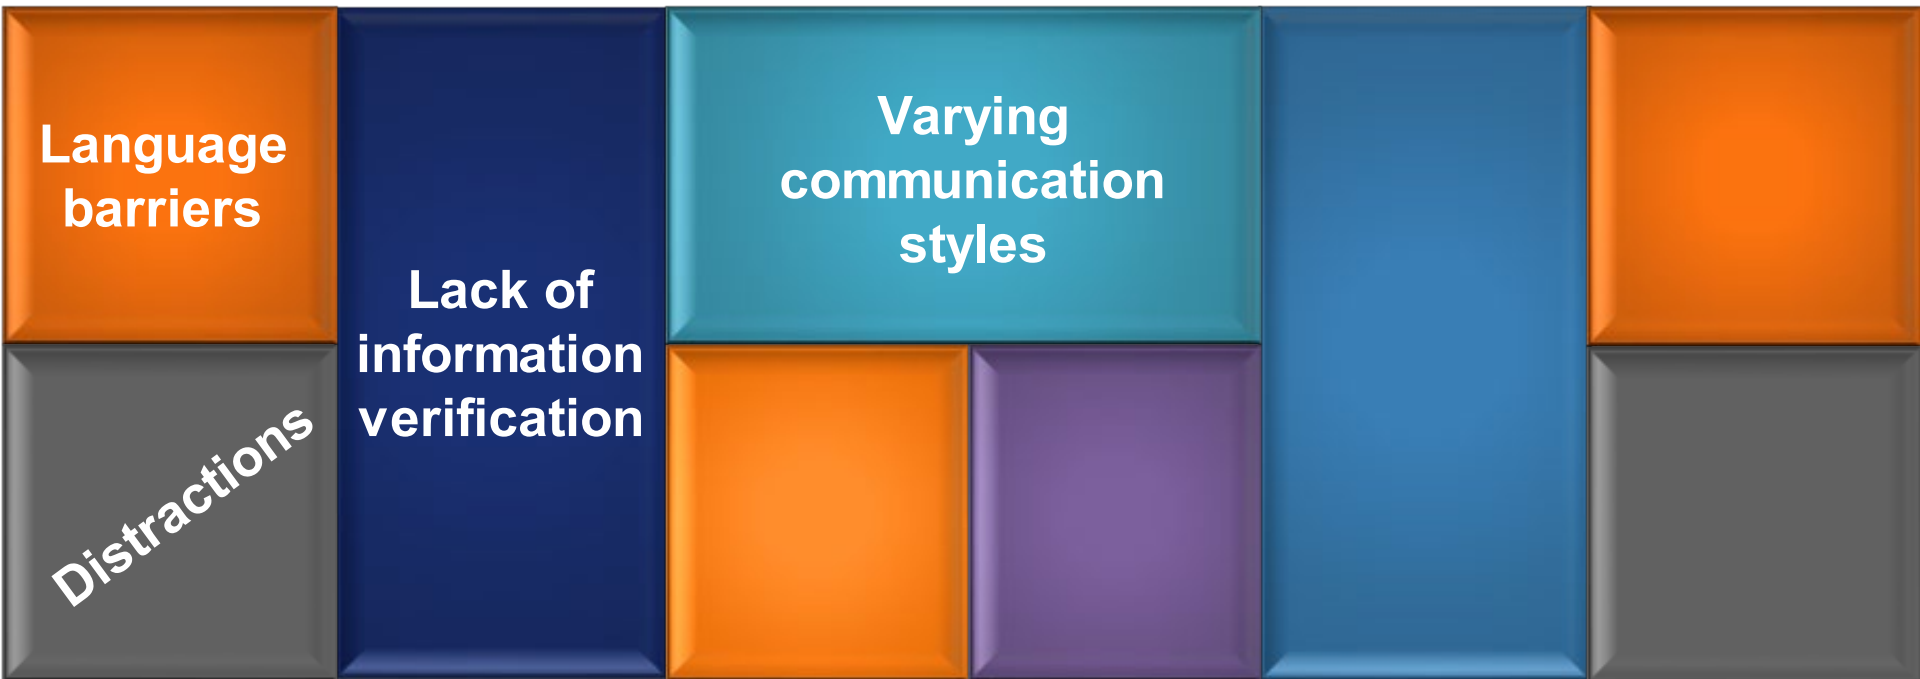 Language
barriers
Distractions
Lack of
information
verification
Varying
communication
styles